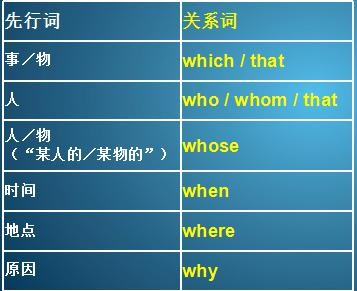 先行词 关系词
事／物 which / that
人 who / whom / that
人／物
（“某人的／某物的”） whose
时间 when
地点 where
原因 why